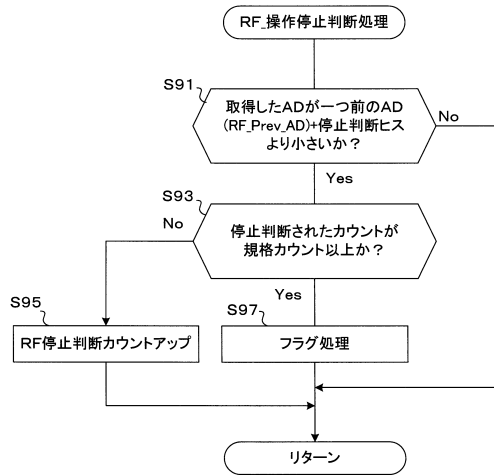 RF_操作停止判断処理
S91
取得したADが一つ前のAD
(RF_Prev_AD)+停止判断ヒス
より小さいか？
No
Yes
S93
No
停止判断されたカウントが
規格カウント以上か？
Yes
S95
RF停止判断カウントアップ
S97
フラグ処理
リターン